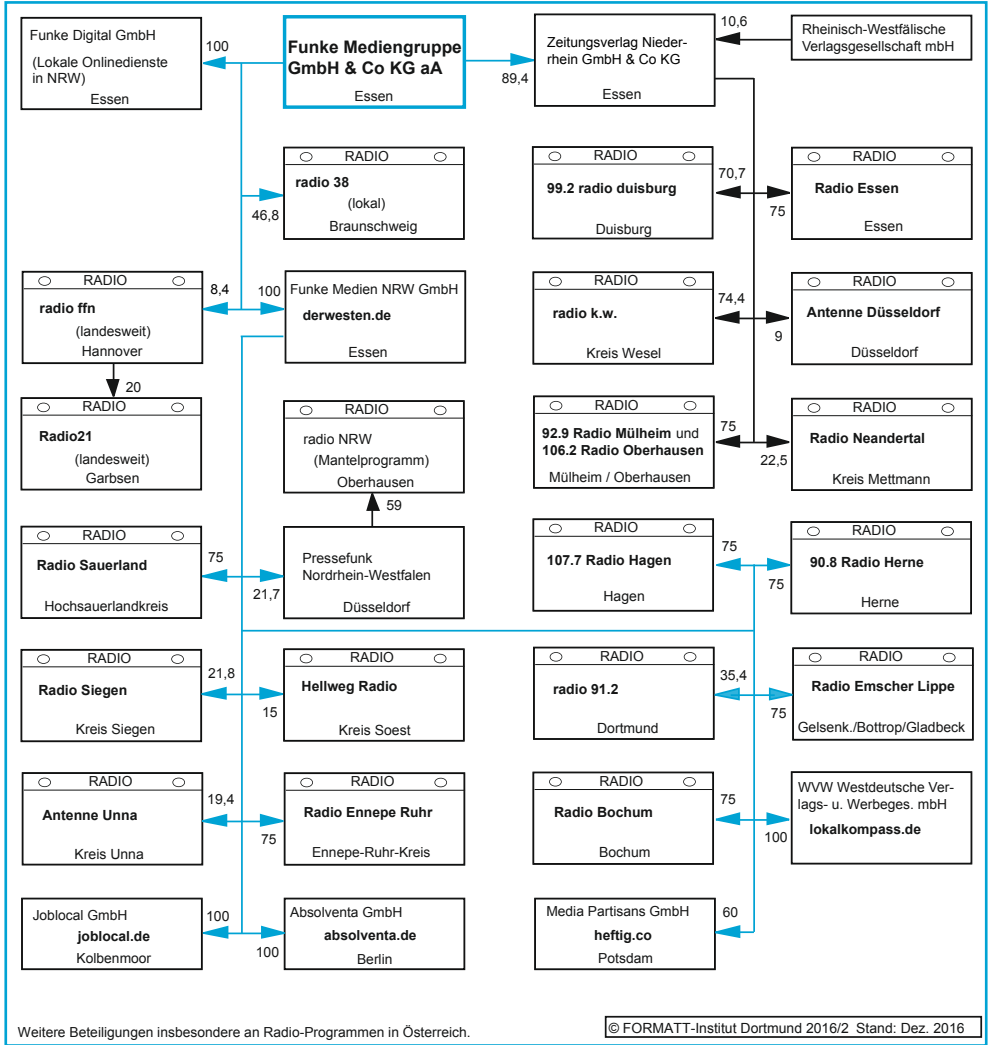 Funke Digital GmbH
(Lokale Onlinedienste
in NRW)
Essen
100
Funke Mediengruppe
GmbH & Co KG aA
Essen
89,4
Zeitungsverlag Nieder-
rhein GmbH & Co KG
Essen
10,6
Rheinisch-Westfälische
Verlagsgesellschaft mbH
RADIO
radio 38
(lokal)
Braunschweig
46,8
RADIO
99.2 radio duisburg
Duisburg
70,7
75
RADIO
Radio Essen
Essen
RADIO
radio ffn
(landesweit)
Hannover
8,4
100
Funke Medien NRW GmbH
derwesten.de
Essen
RADIO
radio k.w.
Kreis Wesel
74,4
9
RADIO
Antenne Düsseldorf
Düsseldorf
20
RADIO
Radio21
(landesweit)
Garbsen
RADIO
radio NRW
(Mantelprogramm)
Oberhausen
59
RADIO
92.9 Radio Mülheim und
106.2 Radio Oberhausen
Mülheim / Oberhausen
75
22,5
RADIO
Radio Neandertal
Kreis Mettmann
RADIO
Radio Sauerland
Hochsauerlandkreis
75
21,7
Pressefunk
Nordrhein-Westfalen
Düsseldorf
RADIO
107.7 Radio Hagen
Hagen
75
75
RADIO
90.8 Radio Herne
Herne
RADIO
Radio Siegen
Kreis Siegen
21,8
15
RADIO
Hellweg Radio
Kreis Soest
RADIO
radio 91.2
Dortmund
35,4
75
RADIO
Radio Emscher Lippe
Gelsenk./Bottrop/Gladbeck
RADIO
Antenne Unna
Kreis Unna
19,4
75
RADIO
Radio Ennepe Ruhr
Ennepe-Ruhr-Kreis
RADIO
Radio Bochum
Bochum
75
100
WVW Westdeutsche Ver-
lags- u. Werbeges. mbH
lokalkompass.de
Joblocal GmbH
joblocal.de
Kolbenmoor
100
100
Absolventa GmbH
absolventa.de
Berlin
Media Partisans GmbH
heftig.co
Potsdam
60
Weitere Beteiligungen insbesondere an Radio-Programmen in Österreich.
© FORMATT-Institut Dortmund 2016/2 Stand: Dez. 2016